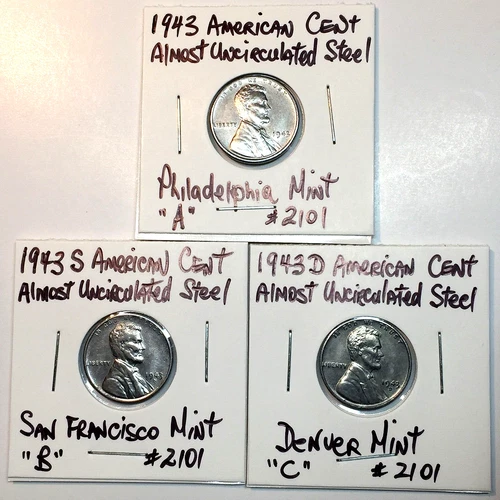 1943 American Cent
Almost Uncirculated Steel
LIBERTY
1943
Philadelphia Mint
"A" #2101
1943 S American Cent
Almost Uncirculated Steel
LIBERTY
1943
San Francisco Mint
"B" #2101
1943 D American Cent
Almost Uncirculated Steel
LIBERTY
1943
Denver Mint
"C" #2101